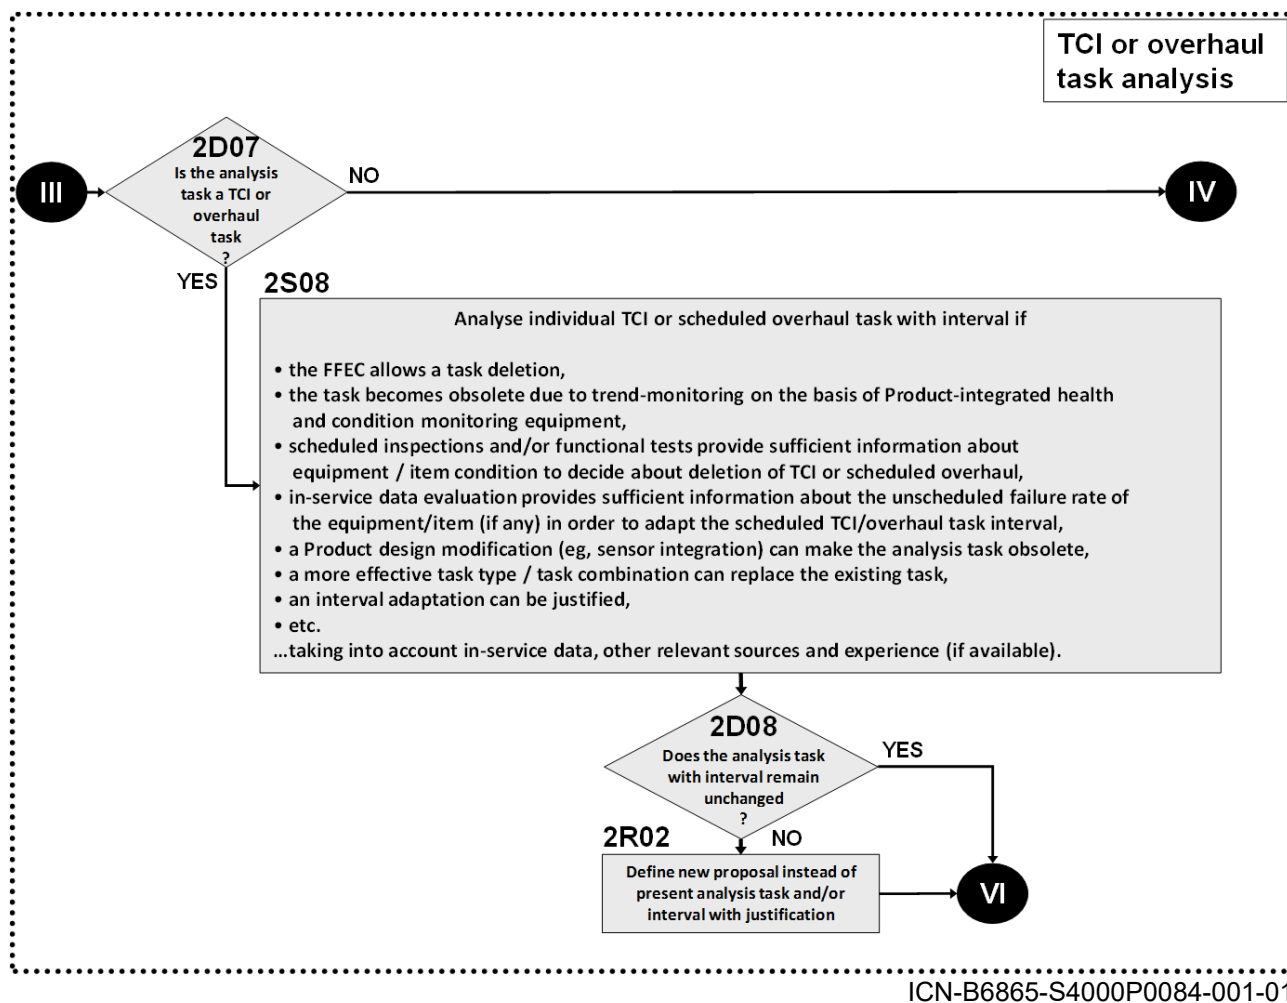 TCI or overhaul
task analysis
2D07
Is the analysis
task a TCI or
overhaul
task
?
III
NO
IV
YES
2S08
Analyse individual TCI or scheduled overhaul task with interval if
• the FFEC allows a task deletion,
• the task becomes obsolete due to trend-monitoring on the basis of Product-integrated health
and condition monitoring equipment,
• scheduled inspections and/or functional tests provide sufficient information about
equipment / item condition to decide about deletion of TCI or scheduled overhaul,
• in-service data evaluation provides sufficient information about the unscheduled failure rate of
the equipment/item (if any) in order to adapt the scheduled TCI/overhaul task interval,
• a Product design modification (eg, sensor integration) can make the analysis task obsolete,
• a more effective task type / task combination can replace the existing task,
• an interval adaptation can be justified,
• etc.
...taking into account in-service data, other relevant sources and experience (if available).
2D08
Does the analysis task
with interval remain
unchanged
?
YES
NO
2R02
Define new proposal instead of
present analysis task and/or
interval with justification
VI
ICN-B6865-S4000P0084-001-01